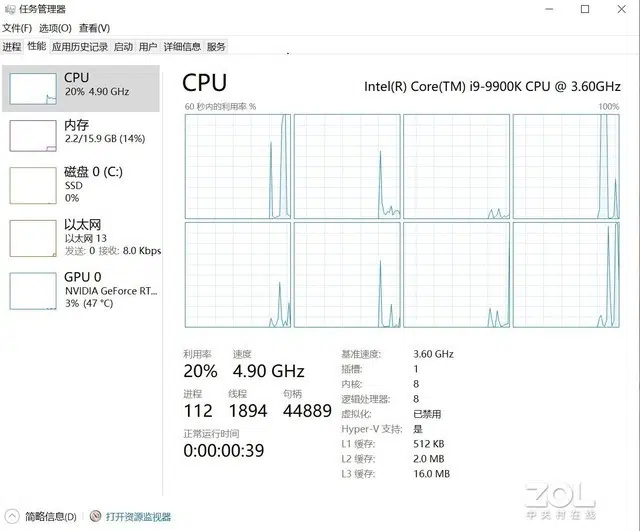 任务管理器
文件(F) 选项(O) 查看(V)
进程 性能 应用历史记录 启动 用户 详细信息 服务
CPU
20% 4.90 GHz
内存
2.2/15.9 GB (14%)
磁盘 0 (C:)
SSD
0%
以太网
以太网 13
发送: 0 接收: 8.0 Kbps
GPU 0
NVIDIA GeForce RT...
3% (47 °C)
CPU
Intel(R) Core(TM) i9-9900K CPU @ 3.60GHz
60 秒内的利用率 %
100%
利用率 速度
20% 4.90 GHz
进程 线程 句柄
112 1894 44889
正常运行时间
0:00:00:39
基准速度: 3.60 GHz
插槽: 1
内核: 8
逻辑处理器: 8
虚拟化: 已禁用
Hyper-V 支持: 是
L1 缓存: 512 KB
L2 缓存: 2.0 MB
L3 缓存: 16.0 MB
简略信息(D) 打开资源监视器
ZOL
中关村在线